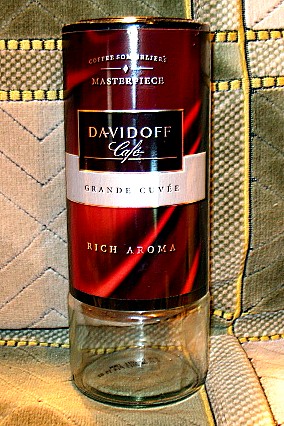 COFFEE SOMMELIER'S
MASTERPIECE
DAVIDOFF
Café
GRANDE CUVÉE
RICH AROMA